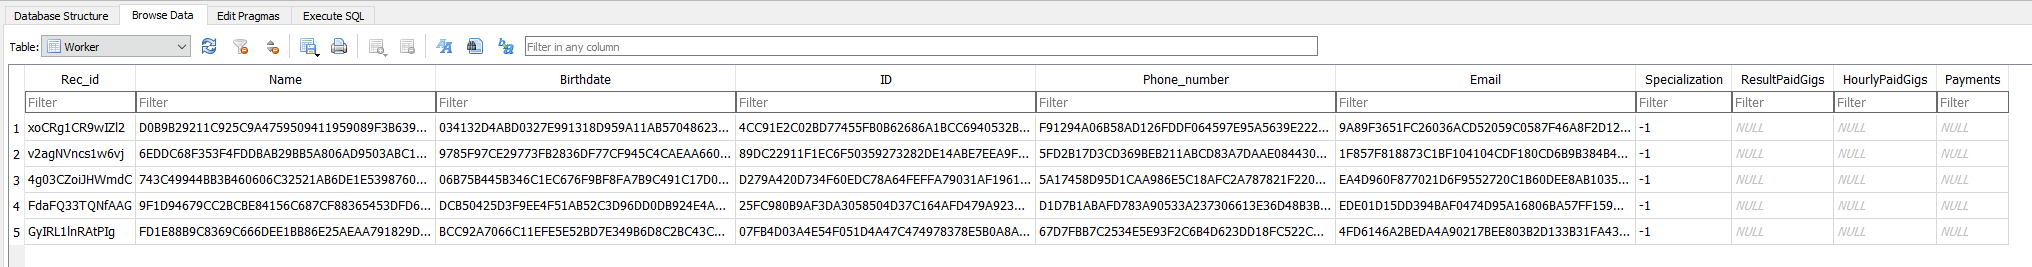 Database Structure Browse Data Edit Pragmas Execute SQL
Table: Worker Filter in any column
Rec_id Name Birthdate ID Phone_number Email Specialization ResultPaidGigs HourlyPaidGigs Payments
Filter Filter Filter Filter Filter Filter Filter Filter Filter Filter
1 xoCRg1CR9wIZl2 D0B9B29211C925C9A4759509411959089F3B639... 034132D4ABD0327E991318D959A11AB57048623... 4CC91E2C02BD77455FB0B62686A1BCC6940532B... F91294A06B58AD126FDDF064597E95A5639E222... 9A89F3651FC26036ACD52059C0587F46A8F2D12... -1 NULL NULL NULL
2 v2agNVncs1w6vj 6EDDC68F353F4FDDBAB29BB5A806AD9503ABC1... 9785F97CE29773FB2836DF77CF945C4CAEAA660... 89DC22911F1EC6F50359273282DE14ABE7EEA9F... 5FD2B17D3CD369BEB211ABCD83A7DAAE084430... 1F857F818873C1BF104104CDF180CD6B9B384B4... -1 NULL NULL NULL
3 4g03CZoiJHWmdC 743C49944BB3B460606C32521AB6DE1E5398760... 06B75B445B346C1EC676F9BF8FA7B9C491C17D0... D279A420D734F60EDC78A64FEFFA79031AF1961... 5A17458D95D1CAA986E5C18AFC2A787821F220... EA4D960F877021D6F9552720C1B60DEE8AB1035... -1 NULL NULL NULL
4 FdaFQ33TQNfAAG 9F1D94679CC2BCBE84156C687CF88365453DFD6... DCB50425D3F9EE4F51AB52C3D96DD0DB924E4A... 25FC980B9AF3DA3058504D37C164AFD479A923... D1D7B1ABAFD783A90533A237306613E36D48B3B... EDE01D15DD394BAF0474D95A16806BA57FF159... -1 NULL NULL NULL
5 GyIRL1lnRAtPIg FD1E88B9C8369C666DEE1BB86E25AEAA791829D... BCC92A7066C11EFE5E52BD7E349B6D8C2BC43C... 07FB4D03A4E54F051D4A47C474978378E5B0A8A... 67D7FBB7C2534E5E93F2C6B4D623DD18FC522C... 4FD6146A2BEDA4A90217BEE803B2D133B31FA43... -1 NULL NULL NULL